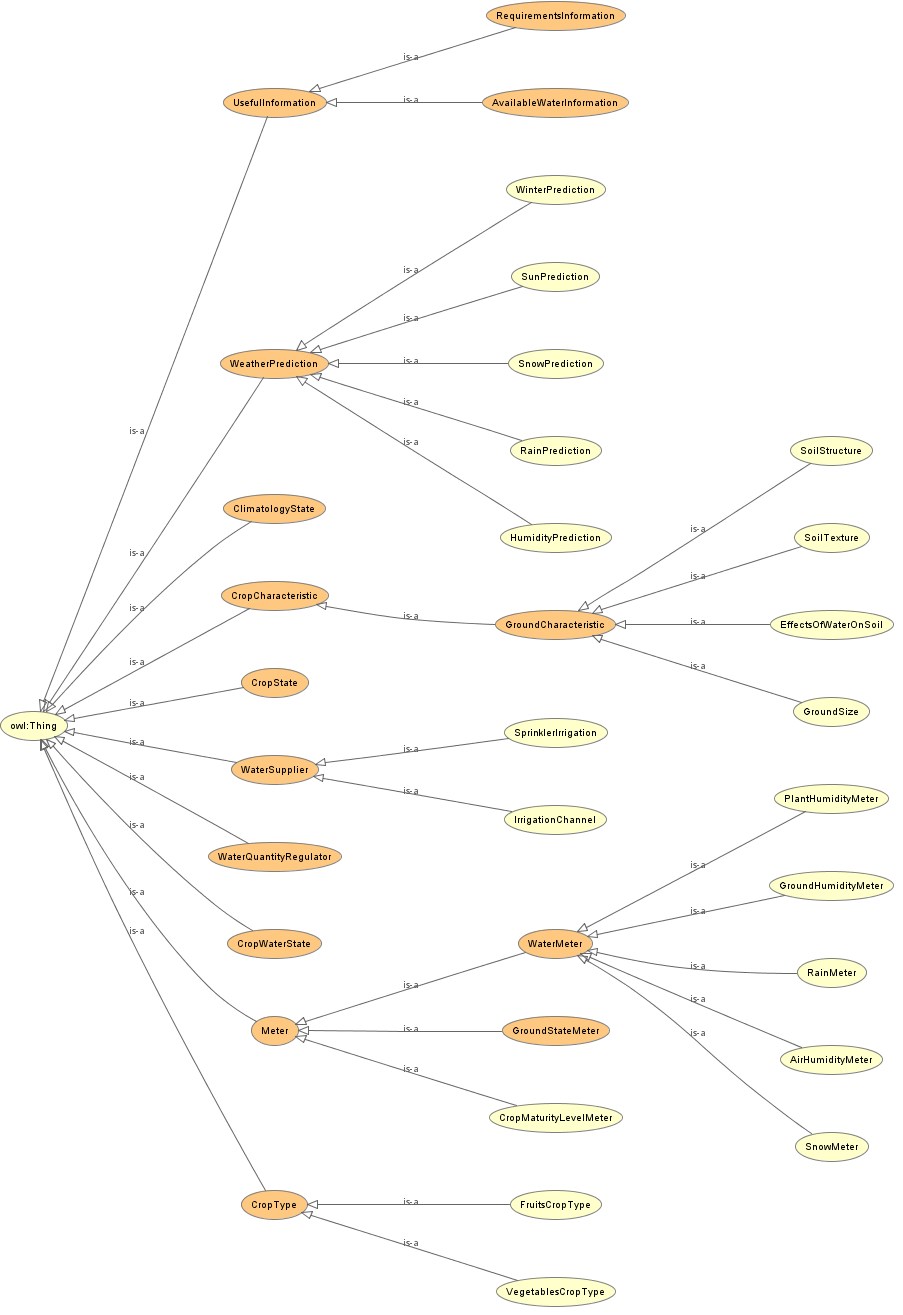 RequirementsInformation
is-a
UsefulInformation
is-a
AvailableWaterInformation
WinterPrediction
is-a
SunPrediction
is-a
WeatherPrediction
is-a
SnowPrediction
is-a
is-a
is-a
RainPrediction
SoilStructure
ClimatologyState
is-a
HumidityPrediction
is-a
SoilTexture
is-a
is-a
CropCharacteristic
is-a
is-a
GroundCharacteristic
is-a
EffectsOfWaterOnSoil
is-a
is-a
CropState
is-a
GroundSize
owl:Thing
is-a
is-a
SprinklerIrrigation
WaterSupplier
is-a
is-a
IrrigationChannel
PlantHumidityMeter
is-a
WaterQuantityRegulator
is-a
is-a
GroundHumidityMeter
is-a
is-a
CropWaterState
WaterMeter
is-a
RainMeter
is-a
is-a
Meter
is-a
GroundStateMeter
is-a
AirHumidityMeter
is-a
CropMaturityLevelMeter
SnowMeter
CropType
is-a
FruitsCropType
is-a
VegetablesCropType